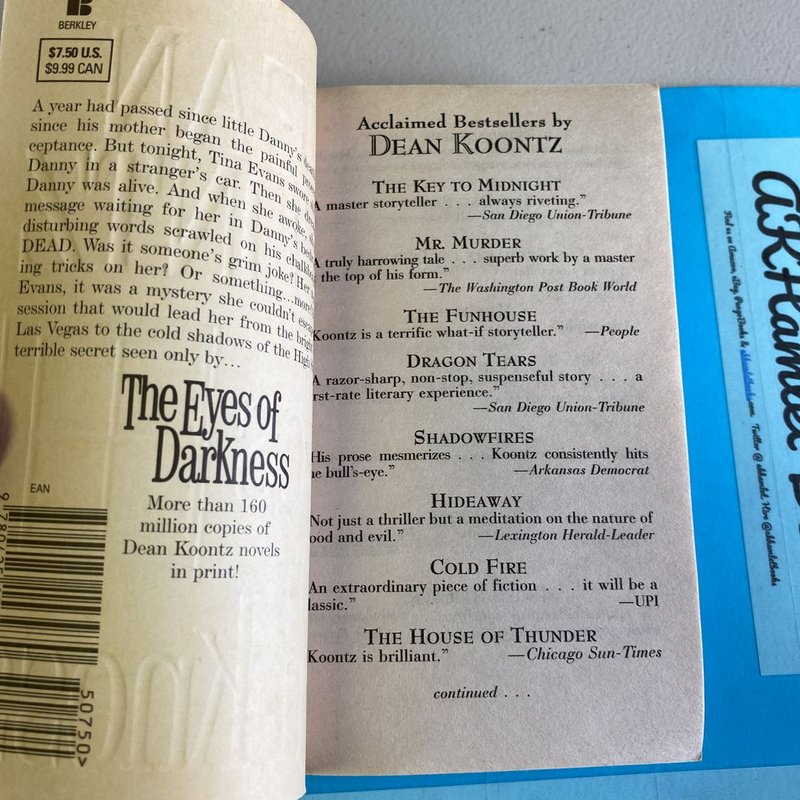 BERKLEY
$7.50 U.S.
$9.99 CAN
A year had passed since little Danny's
since his mother began the painful
ceptance. But tonight, Tina Evans swore
Danny in a stranger's car. Then she
Danny was alive. And when she awoke,
message waiting for her in Danny's
disturbing words scrawled on his
DEAD. Was it someone's grim joke?
ing tricks on her? Or something...more?
Evans, it was a mystery she couldn't
session that would lead her from the bright
Las Vegas to the cold shadows of the High
terrible secret seen only by...
The Eyes of
Darkness
More than 160
million copies of
Dean Koontz novels
in print!
EAN
50750>
Acclaimed Bestsellers by
DEAN KOONTZ
THE KEY TO MIDNIGHT
A master storyteller . . . always riveting."
—San Diego Union-Tribune
MR. MURDER
A truly harrowing tale . . . superb work by a master
the top of his form."
—The Washington Post Book World
THE FUNHOUSE
Koontz is a terrific what-if storyteller." —People
DRAGON TEARS
A razor-sharp, non-stop, suspenseful story . . . a
rst-rate literary experience."
—San Diego Union-Tribune
SHADOWFIRES
His prose mesmerizes . . . Koontz consistently hits
he bull's-eye." —Arkansas Democrat
HIDEAWAY
Not just a thriller but a meditation on the nature of
ood and evil." —Lexington Herald-Leader
COLD FIRE
An extraordinary piece of fiction . . . it will be a
lassic." —UPI
THE HOUSE OF THUNDER
Koontz is brilliant." —Chicago Sun-Times
continued . . .